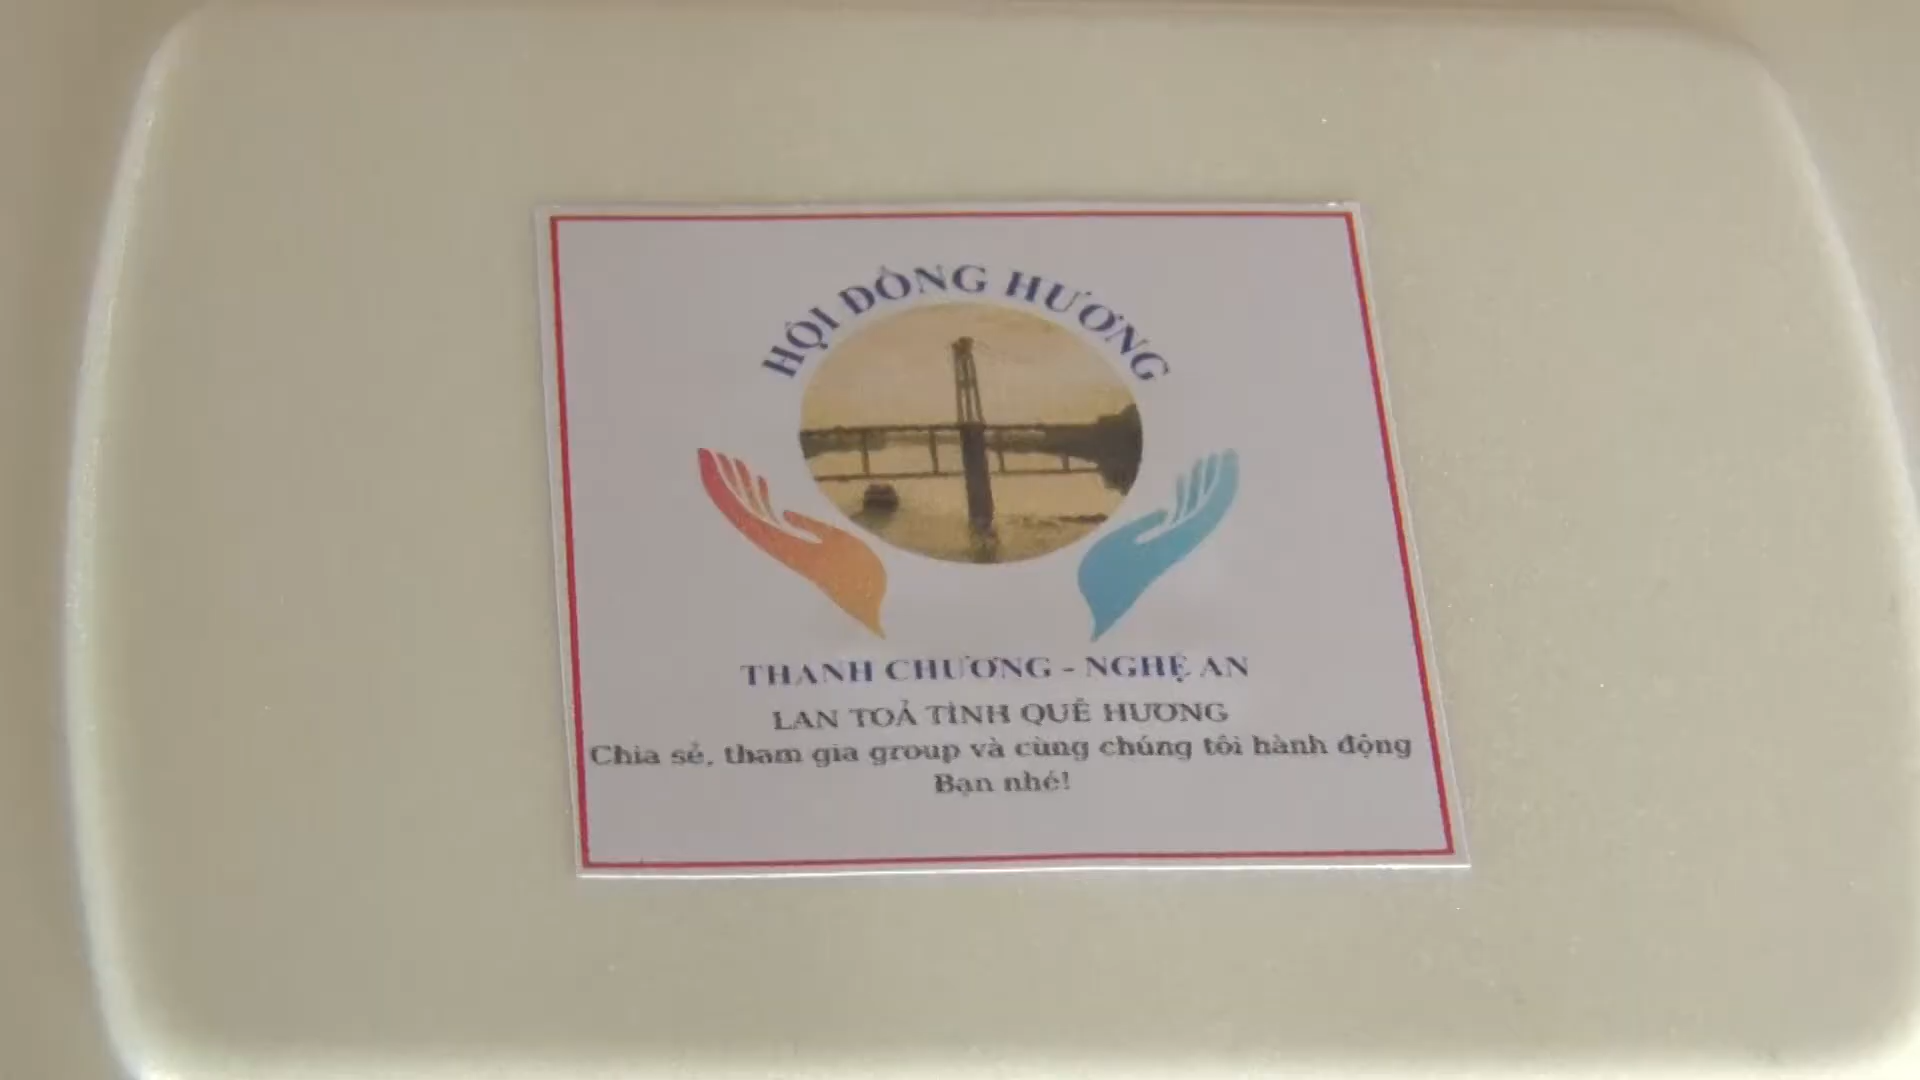 HỘI ĐỒNG HƯƠNG
THANH CHƯƠNG - NGHỆ AN
LAN TOẢ TÌNH QUÊ HƯƠNG
Chia sẻ, tham gia group và cùng chúng tôi hành động
Bạn nhé!